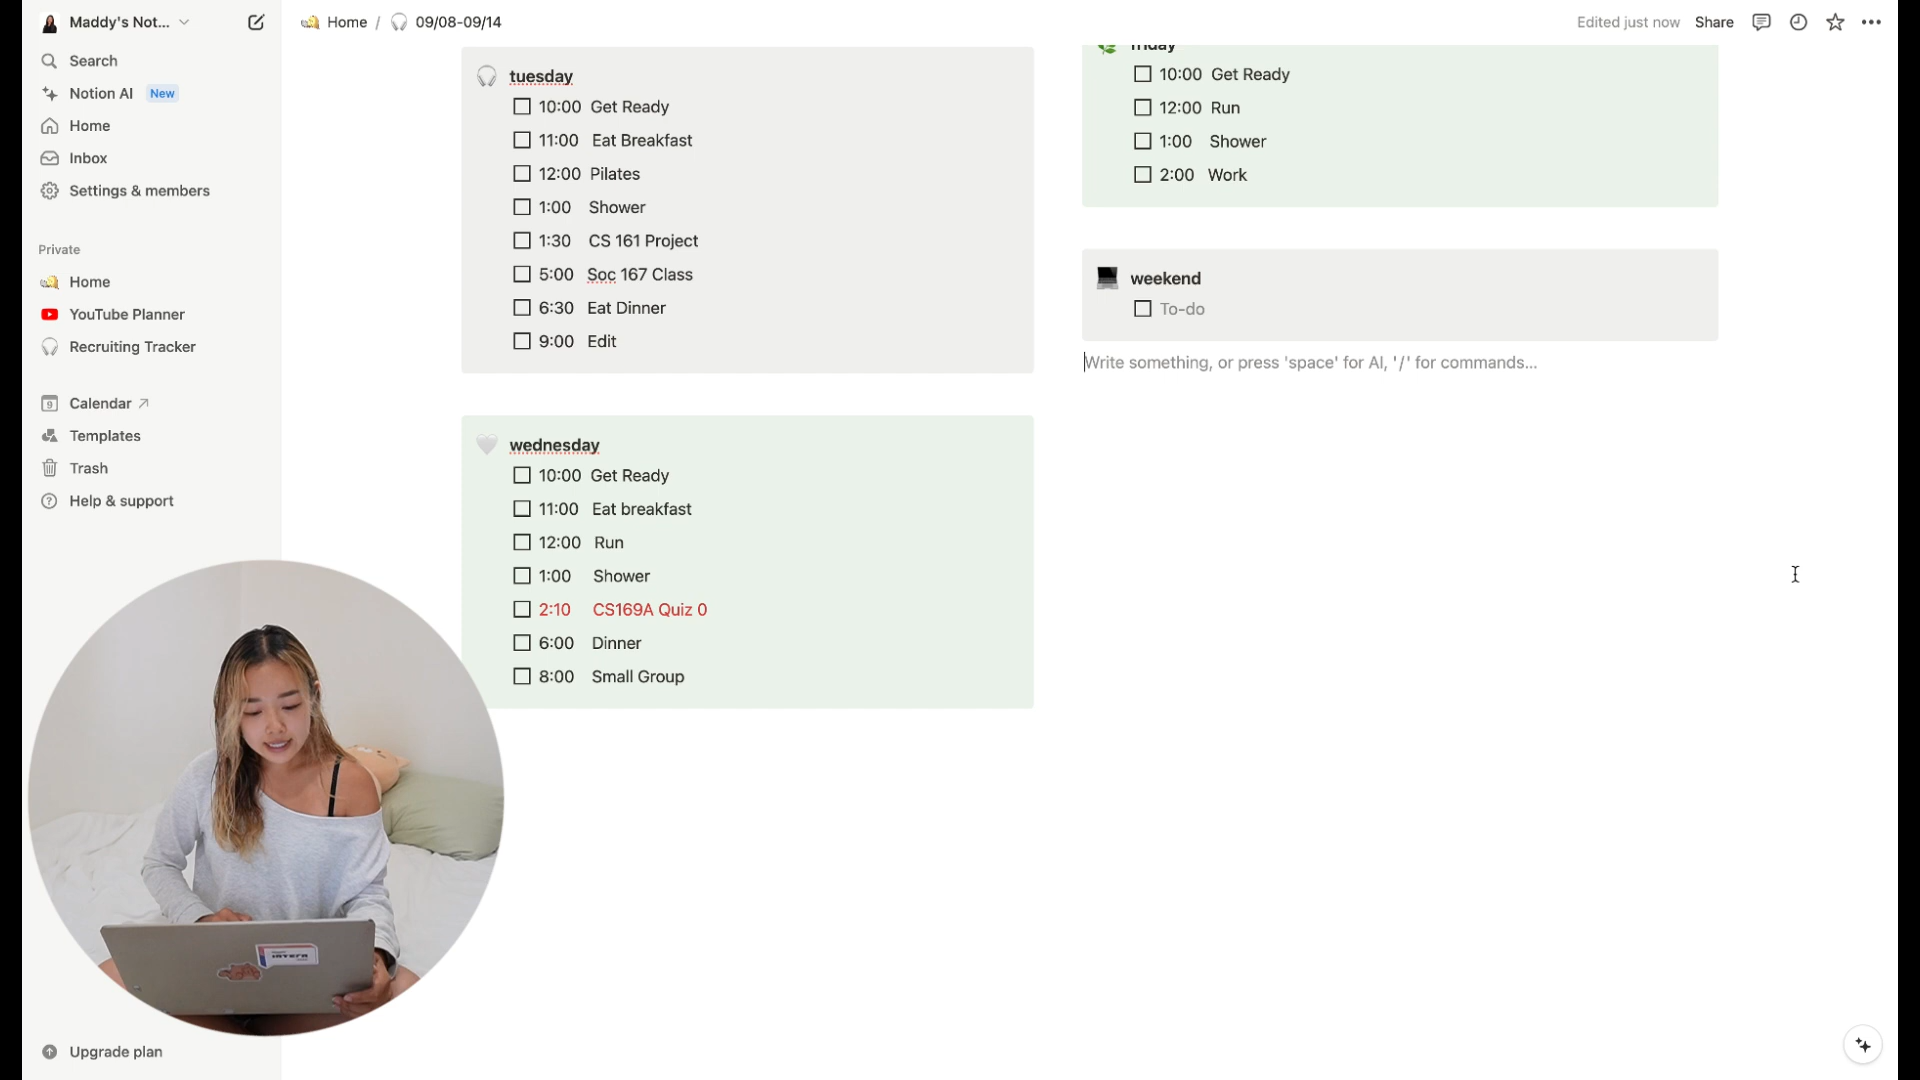 Maddy's Not...
Search
Notion AI New
Home
Inbox
Settings & members
Private
Home
YouTube Planner
Recruiting Tracker
9
Calendar ↗
Templates
Trash
Help & support
Upgrade plan
Home / 09/08-09/14
Edited just now Share
tuesday
10:00 Get Ready
11:00 Eat Breakfast
12:00 Pilates
1:00 Shower
1:30 CS 161 Project
5:00 Soc 167 Class
6:30 Eat Dinner
9:00 Edit
wednesday
10:00 Get Ready
11:00 Eat breakfast
12:00 Run
1:00 Shower
2:10 CS169A Quiz 0
6:00 Dinner
8:00 Small Group
friday
10:00 Get Ready
12:00 Run
1:00 Shower
2:00 Work
weekend
To-do
Write something, or press 'space' for AI, '/' for commands...